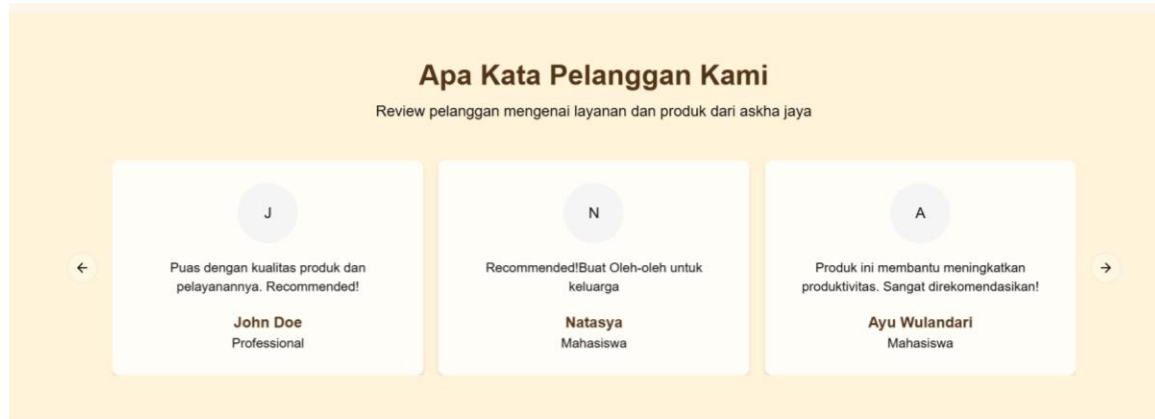 Apa Kata Pelanggan Kami
Review pelanggan mengenai layanan dan produk dari askha jaya
J
Puas dengan kualitas produk dan
pelayanannya. Recommended!
John Doe
Professional
N
Recommended!Buat Oleh-oleh untuk
keluarga
Natasya
Mahasiswa
A
Produk ini membantu meningkatkan
produktivitas. Sangat direkomendasikan!
Ayu Wulandari
Mahasiswa